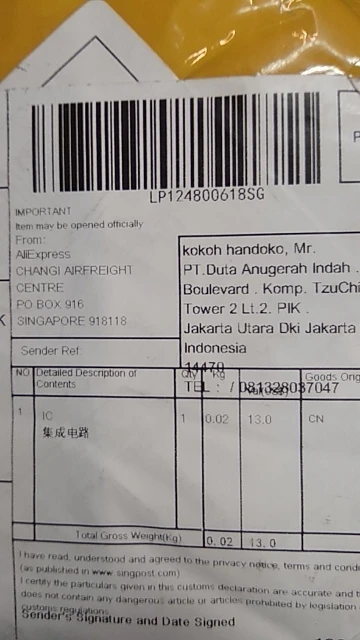 LP124800618SG
IMPORTANT
Item may be opened officially
From:
AliExpress
CHANGI AIRFREIGHT
CENTRE
PO BOX 916
SINGAPORE 918118
Sender Ref:
kokoh handoko, Mr.
PT.Duta Anugerah Indah .
Boulevard . Komp. TzuChi
Tower 2 Lt.2. PIK .
Jakarta Utara Dki Jakarta
Indonesia
14470
TEL : / 081328037047
NO Detailed Description of Contents Qty Kg Val(US$) Goods Orig
1 IC 1 0.02 13.0 CN
集成电路
Total Gross Weight(Kg) 0.02 13.0
I have read, understood and agreed to the privacy notice, terms and cond
(as published in www.singpost.com)
I certify the particulars given in this customs declaration are accurate and t
does not contain any dangerous article or articles prohibited by legislation
customs regulations
Sender's Signature and Date Signed